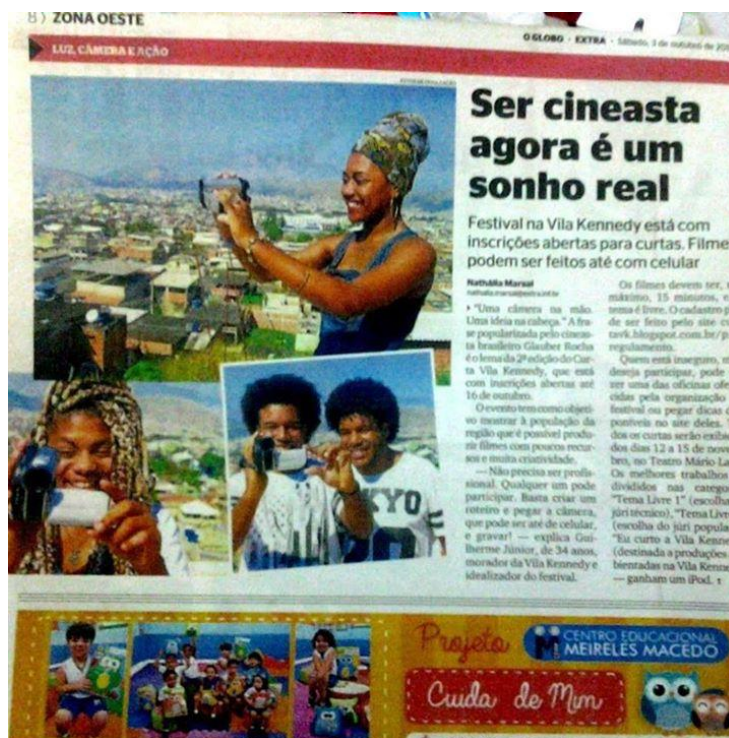 8) ZONA OESTE
O GLOBO - EXTRA - Sábado, 3 de outubro de
LUZ, CÂMERA E AÇÃO
Ser cineasta
agora é um
sonho real
Festival na Vila Kennedy está com
inscrições abertas para curtas. Filme
podem ser feitos até com celular
Nathália Marsal
"Uma câmera na mão.
Uma ideia na cabeça." A fra-
se popularizada pelo cineas-
ta brasileiro Glauber Rocha
é o lema da 2ª edição do Cur-
ta Vila Kennedy, que está
com inscrições abertas até
16 de outubro.
O evento tem como objeti-
vo mostrar à população da
região que é possível produ-
zir filmes com poucos recur-
sos e muita criatividade.
— Não precisa ser profis-
sional. Qualquer um pode
participar. Basta criar um
roteiro e pegar a câmera,
que pode ser até de celular,
e gravar! — explica Gui-
lherme Júnior, de 34 anos,
morador da Vila Kennedy e
idealizador do festival.
Os filmes devem ter,
máximo, 15 minutos, e
tema é livre. O cadastro
de ser feito pelo site
tavk.blogspot.com.br/p
regulamento.
Quem está inseguro, m
deseja participar, pode
zer uma das oficinas ofe
cidas pela organização
festival ou pegar dicas d
poníveis no site deles.
dos os curtas serão exibi
dos dias 12 a 15 de nove
bro, no Teatro Mário La
Os melhores trabalhos
divididos nas categor
"Tema Livre 1" (escolha
júri técnico), "Tema Livre
(escolha do júri popula
"Eu curto a Vila Kenne
(destinada a produções
bientadas na Vila Kenne
— ganham um iPod.
KYO
Projeto
Cuida de Mim
CENTRO EDUCACIONAL
MEIRELES MACEDO